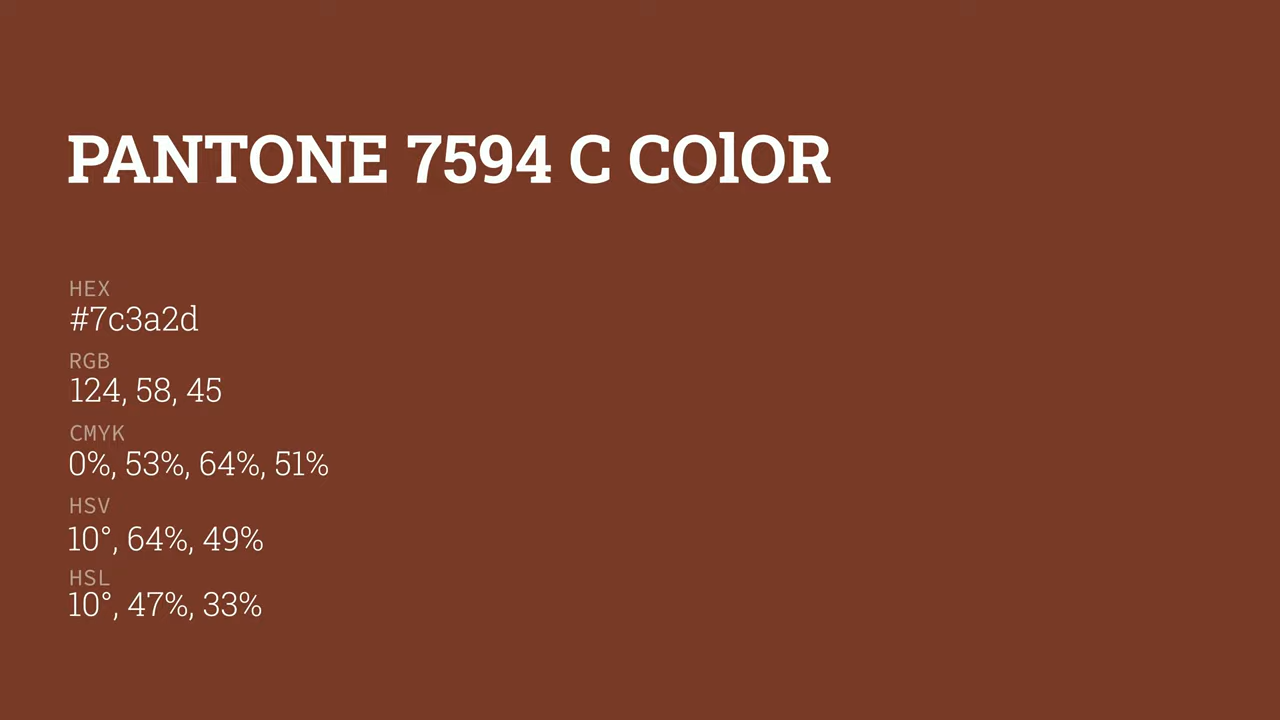 PANTONE 7594 C COlOR
HEX
#7c3a2d
RGB
124, 58, 45
CMYK
0%, 53%, 64%, 51%
HSV
10°, 64%, 49%
HSL
10°, 47%, 33%